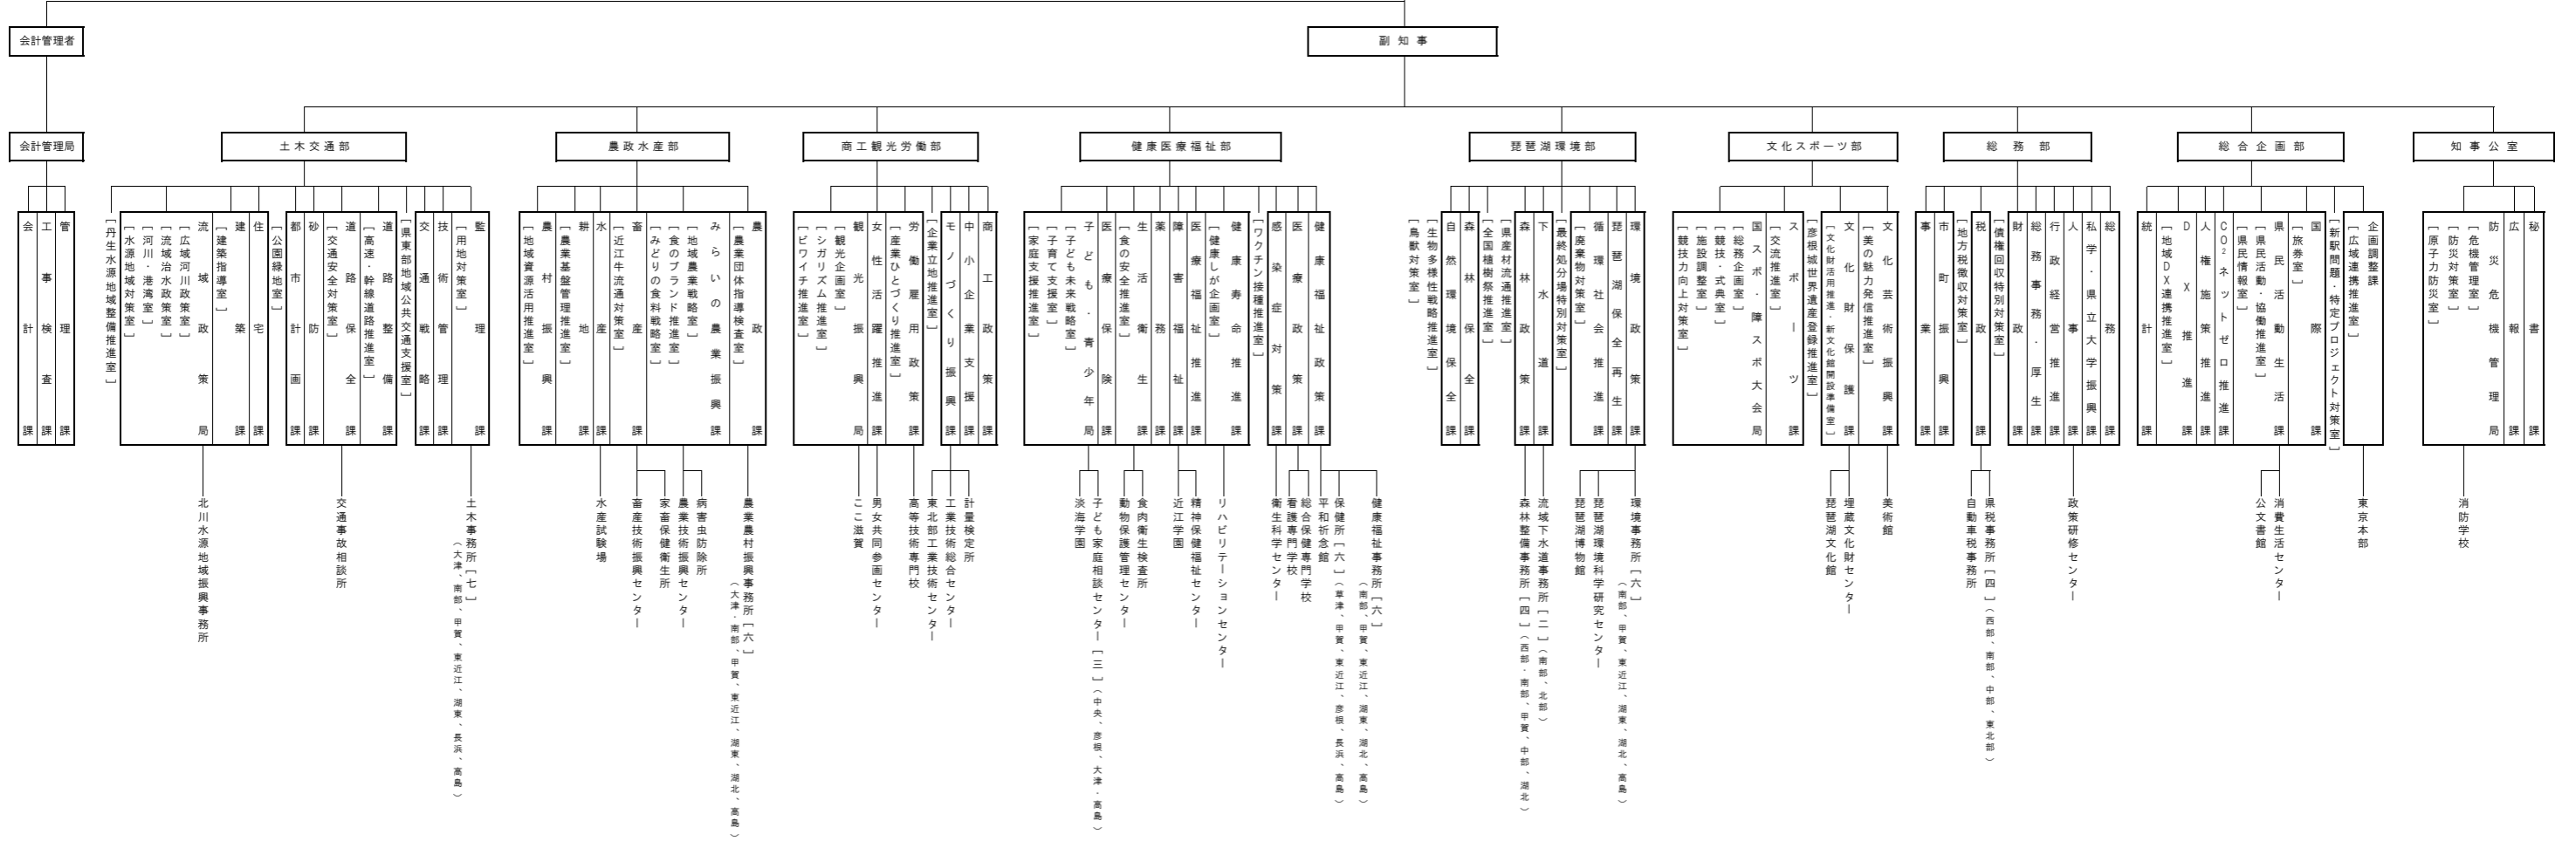 会計管理者
副知事
会計管理局
土木交通部
農政水産部
商工観光労働部
健康医療福祉部
琵琶湖環境部
文化スポーツ部
総務部
総合企画部
知事公室
秘書課
広報課
防災危機管理局
［危機管理室］
［防災対策室］
［原子力防災室］
消防学校
企画調整課
［広域連携推進室］
［新駅問題・特定プロジェクト対策室］
国際課
［旅券室］
県民活動生活課
［県民活動・協働推進室］
［県民情報室］
CO₂ネットゼロ推進課
人権施策推進課
DX推進課
［地域DX連携推進室］
統計課
東京本部
消費生活センター
公文書館
総務課
私学・県立大学振興課
人事課
行政経営推進課
総務事務・厚生課
財政課
［債権回収特別対策室］
税政課
［地方税徴収対策室］
市町振興課
事業課
政策研修センター
県税事務所［四］（西部、南部、中部、東北部）
自動車税事務所
文化芸術振興課
［美の魅力発信推進室］
文化財保護課
［文化財活用推進・新文化館開設準備室］
［彦根城世界遺産登録推進室］
スポーツ課
［交流推進室］
国スポ・障スポ大会局
［総務企画室］
［競技・式典室］
［施設調整室］
［競技力向上対策室］
美術館
埋蔵文化財センター
琵琶湖文化館
環境政策課
琵琶湖保全再生課
循環社会推進課
［廃棄物対策室］
［最終処分場特別対策室］
下水道課
森林政策課
［県産材流通推進室］
［全国植樹祭推進室］
森林保全課
自然環境保全課
［生物多様性戦略推進室］
［鳥獣対策室］
環境事務所［六］（南部、甲賀、東近江、湖東、湖北、高島）
琵琶湖環境科学研究センター
琵琶湖博物館
流域下水道事務所［二］（南部、北部）
森林整備事務所［四］（西部・南部、甲賀、中部、湖北）
健康福祉政策課
医療政策課
感染症対策課
［ワクチン接種推進室］
健康寿命推進課
［健康しが企画室］
医療福祉推進課
障害福祉課
薬務課
生活衛生課
［食の安全推進室］
医療保険課
子ども・青少年局
［子ども未来戦略室］
［子育て支援室］
［家庭支援推進室］
健康福祉事務所［六］（南部、甲賀、東近江、湖東、湖北、高島）
保健所［六］（草津、甲賀、東近江、彦根、長浜、高島）
平和祈念館
総合保健専門学校
看護専門学校
衛生科学センター
リハビリテーションセンター
精神保健福祉センター
近江学園
食肉衛生検査所
動物保護管理センター
子ども家庭相談センター［三］（中央、彦根、大津・高島）
淡海学園
商工政策課
中小企業支援課
モノづくり振興課
［企業立地推進室］
労働雇用政策課
［産業ひとづくり推進室］
女性活躍推進課
観光振興局
［観光企画室］
［シガリズム推進室］
［ビワイチ推進室］
計量検定所
工業技術総合センター
東北部工業技術センター
高等技術専門校
男女共同参画センター
ここ滋賀
農政課
［農業団体指導検査室］
みらいの農業振興課
［地域農業戦略室］
［食のブランド推進室］
［みどりの食料戦略室］
畜産課
［近江牛流通対策室］
水産課
耕地課
［農業基盤管理推進室］
農村振興課
［地域資源活用推進室］
農業農村振興事務所［六］（大津・南部、甲賀、東近江、湖東、湖北、高島）
病害虫防除所
農業技術振興センター
家畜保健衛生所
畜産技術振興センター
水産試験場
監理課
［用地対策室］
技術管理課
交通戦略課
［県東部地域公共交通支援室］
道路整備課
［高速・幹線道路推進室］
道路保全課
［交通安全対策室］
砂防課
都市計画課
［公園緑地室］
住宅課
建築課
［建築指導室］
流域政策局
［広域河川政策室］
［流域治水政策室］
［河川・港湾室］
［水源地域対策室］
［丹生水源地域整備推進室］
土木事務所［七］（大津、南部、甲賀、東近江、湖東、長浜、高島）
交通事故相談所
北川水源地域振興事務所
管理課
工事検査課
会計課